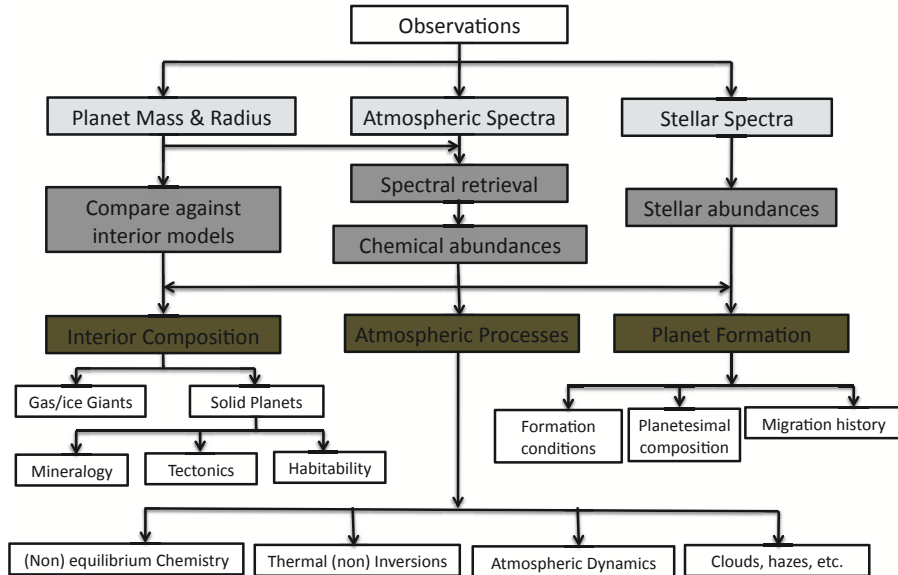 Observations
Planet Mass & Radius
Atmospheric Spectra
Stellar Spectra
Spectral retrieval
Compare against
interior models
Stellar abundances
Chemical abundances
Interior Composition
Atmospheric Processes
Planet Formation
Gas/ice Giants
Solid Planets
Formation
conditions
Planetesimal
composition
Migration history
Mineralogy
Tectonics
Habitability
(Non) equilibrium Chemistry
Thermal (non) Inversions
Atmospheric Dynamics
Clouds, hazes, etc.